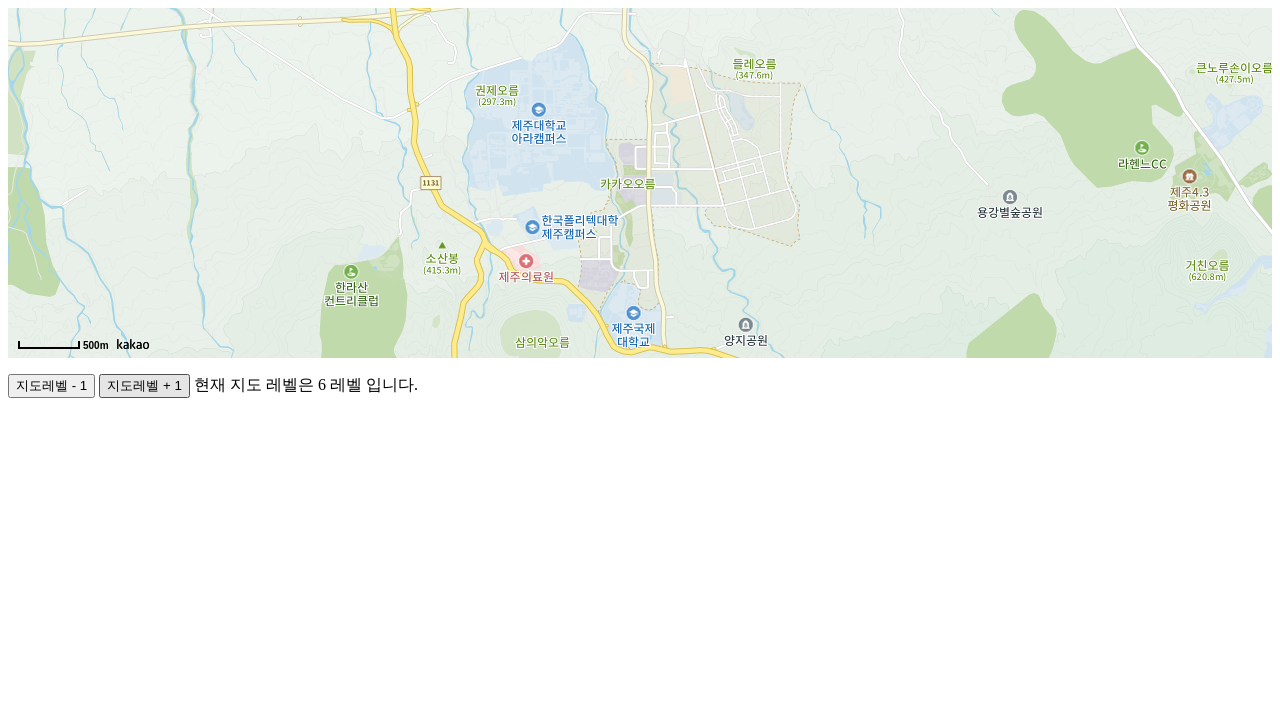 들레오름
(347.6m)
큰노루손이오름
(427.5m)
권제오름
(297.3m)
제주대학교
아라캠퍼스
라헨느CC
1131
카카오오름
제주4.3
평화공원
용강별숲공원
한국폴리텍대학
제주캠퍼스
소산봉
(415.3m)
제주의료원
거친오름
(620.8m)
한라산
컨트리클럽
제주국제
대학교
양지공원
삼의악오름
500m kakao
지도레벨 - 1 지도레벨 + 1 현재 지도 레벨은 6 레벨 입니다.